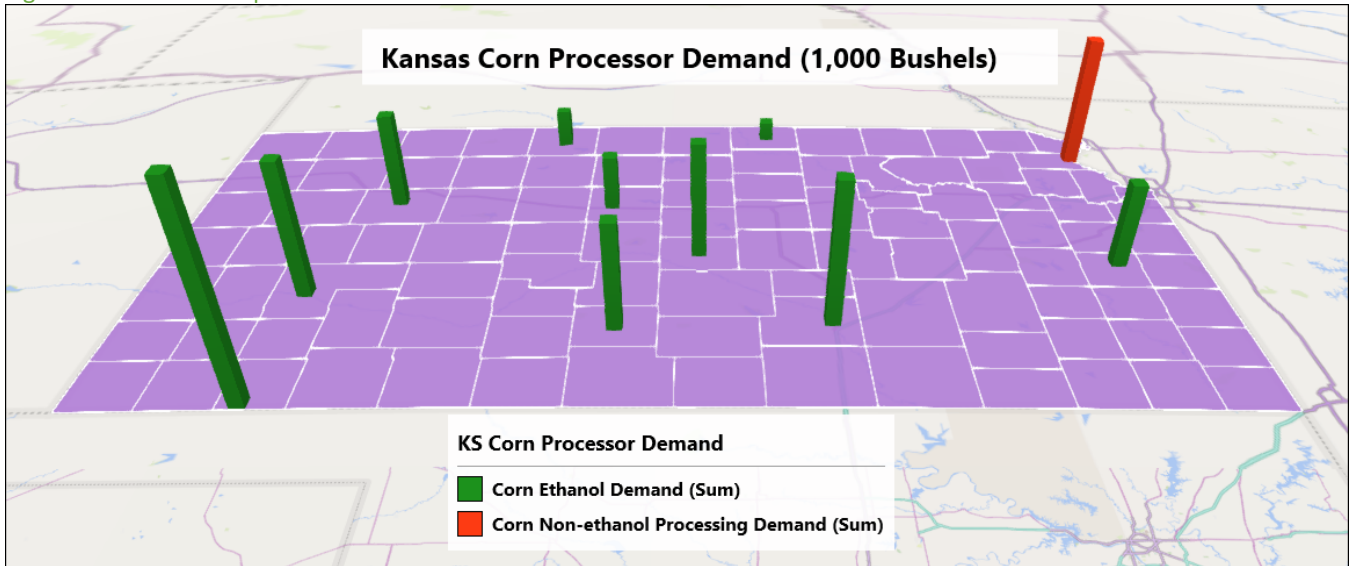 Kansas Corn Processor Demand (1,000 Bushels)
KS Corn Processor Demand
Corn Ethanol Demand (Sum)
Corn Non-ethanol Processing Demand (Sum)